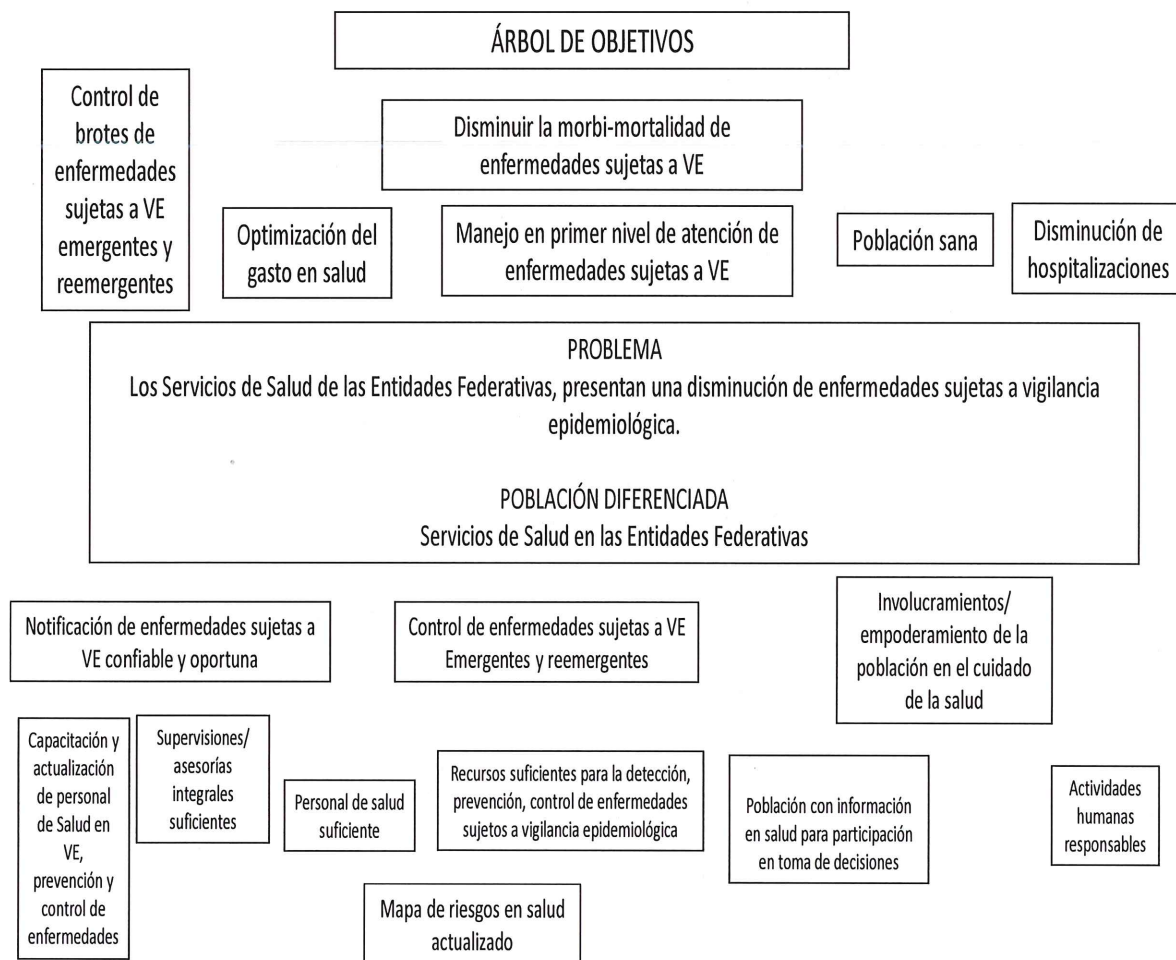 ÁRBOL DE OBJETIVOS
Control de
brotes de
enfermedades
sujetas a VE
emergentes y
reemergentes
Disminuir la morbi-mortalidad de
enfermedades sujetas a VE
Optimización del
gasto en salud
Manejo en primer nivel de atención de
enfermedades sujetas a VE
Población sana
Disminución de
hospitalizaciones
PROBLEMA
Los Servicios de Salud de las Entidades Federativas, presentan una disminución de enfermedades sujetas a vigilancia
epidemiológica.
POBLACIÓN DIFERENCIADA
Servicios de Salud en las Entidades Federativas
Notificación de enfermedades sujetas a
VE confiable y oportuna
Control de enfermedades sujetas a VE
Emergentes y reemergentes
Involucramientos/
empoderamiento de la
población en el cuidado
de la salud
Capacitación y
actualización
de personal
de Salud en
VE,
prevención y
control de
enfermedades
Supervisiones/
asesorías
integrales
suficientes
Personal de salud
suficiente
Recursos suficientes para la detección,
prevención, control de enfermedades
sujetos a vigilancia epidemiológica
Población con información
en salud para participación
en toma de decisiones
Actividades
humanas
responsables
Mapa de riesgos en salud
actualizado